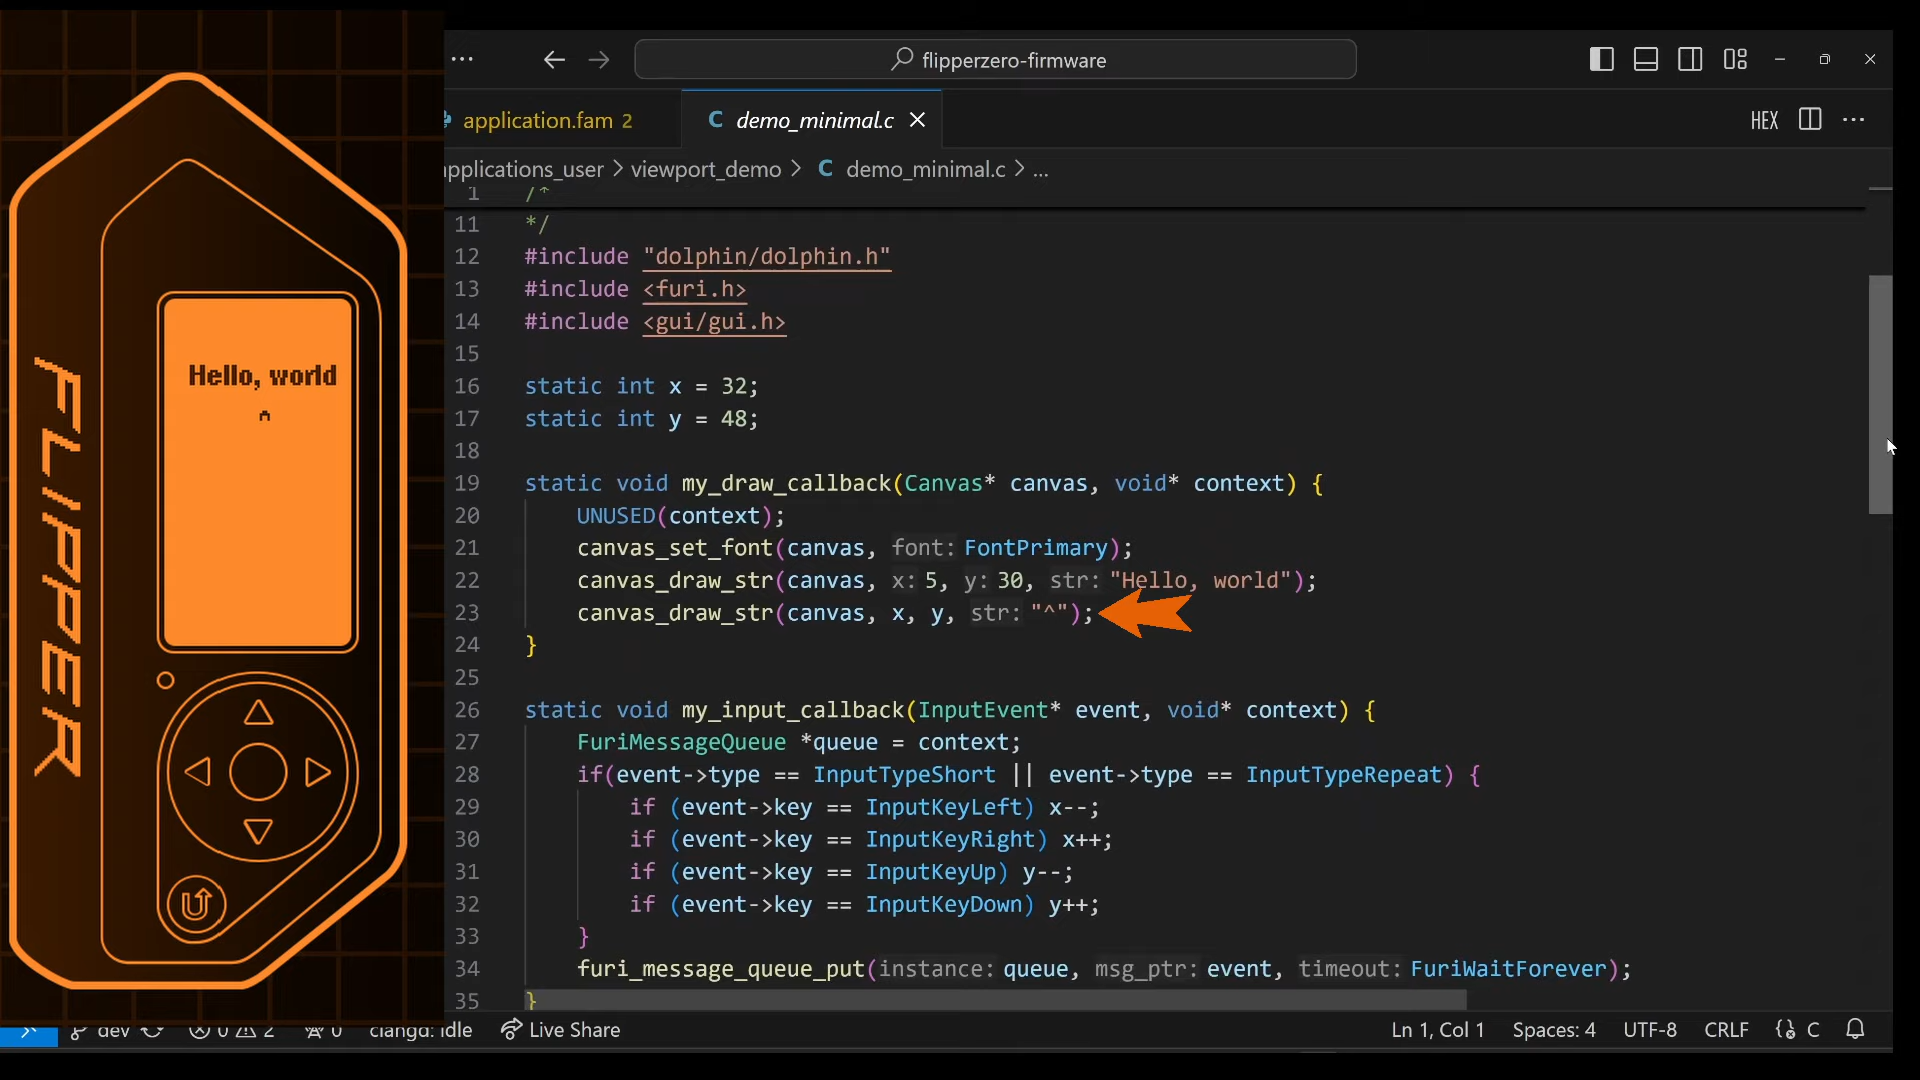 FLIPPER
Hello, world
^
flipperzero-firmware
application.fam 2
C demo_minimal.c
HEX
applications_user > viewport_demo > C demo_minimal.c > ...
1 /*
11 */
12 #include "dolphin/dolphin.h"
13 #include <furi.h>
14 #include <gui/gui.h>
15
16 static int x = 32;
17 static int y = 48;
18
19 static void my_draw_callback(Canvas* canvas, void* context) {
20 UNUSED(context);
21 canvas_set_font(canvas, font: FontPrimary);
22 canvas_draw_str(canvas, x: 5, y: 30, str: "Hello, world");
23 canvas_draw_str(canvas, x, y, str: "^");
24 }
25
26 static void my_input_callback(InputEvent* event, void* context) {
27 FuriMessageQueue *queue = context;
28 if(event->type == InputTypeShort || event->type == InputTypeRepeat) {
29 if (event->key == InputKeyLeft) x--;
30 if (event->key == InputKeyRight) x++;
31 if (event->key == InputKeyUp) y--;
32 if (event->key == InputKeyDown) y++;
33 }
34 furi_message_queue_put(instance: queue, msg_ptr: event, timeout: FuriWaitForever);
35 }
dev 0 2 0 clangd: idle Live Share Ln 1, Col 1 Spaces: 4 UTF-8 CRLF C